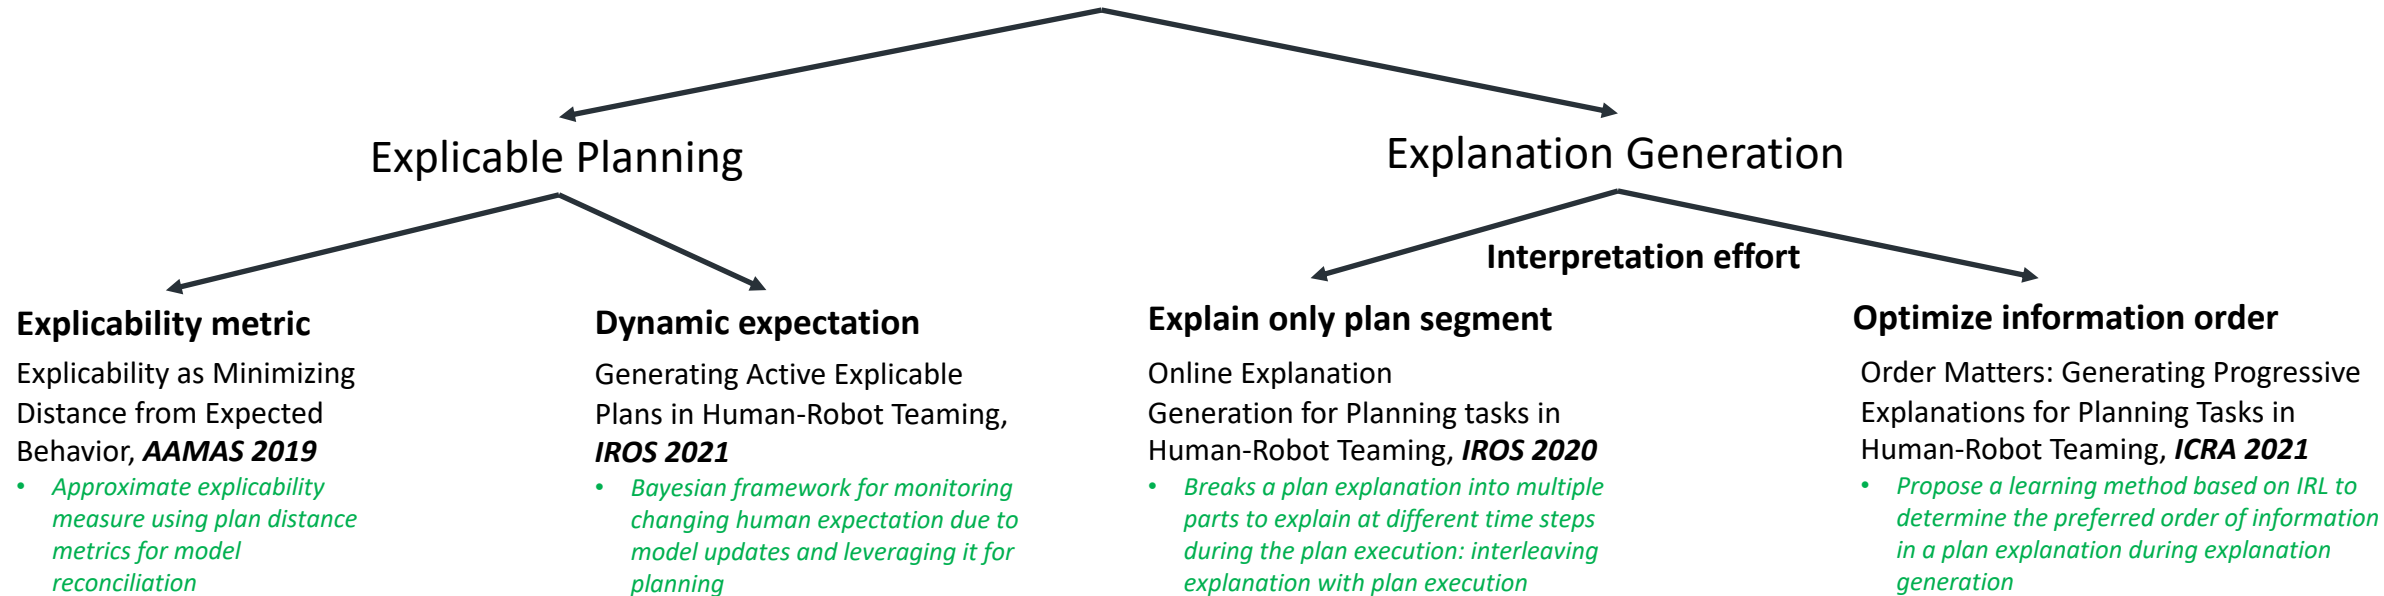 Explicable Planning
Explanation Generation
Interpretation effort
Explicability metric
Explicability as Minimizing
Distance from Expected
Behavior, AAMAS 2019
• Approximate explicability
measure using plan distance
metrics for model
reconciliation
Dynamic expectation
Generating Active Explicable
Plans in Human-Robot Teaming,
IROS 2021
• Bayesian framework for monitoring
changing human expectation due to
model updates and leveraging it for
planning
Explain only plan segment
Online Explanation
Generation for Planning tasks in
Human-Robot Teaming, IROS 2020
• Breaks a plan explanation into multiple
parts to explain at different time steps
during the plan execution: interleaving
explanation with plan execution
Optimize information order
Order Matters: Generating Progressive
Explanations for Planning Tasks in
Human-Robot Teaming, ICRA 2021
• Propose a learning method based on IRL to
determine the preferred order of information
in a plan explanation during explanation
generation